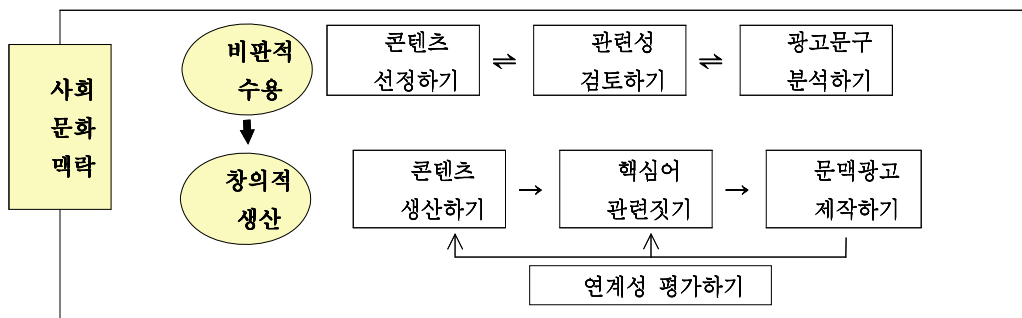 사회
문화
맥락
비판적
수용
콘텐츠
선정하기
⇌
관련성
검토하기
⇌
광고문구
분석하기
창의적
생산
콘텐츠
생산하기
→
핵심어
관련짓기
→
문맥광고
제작하기
연계성 평가하기